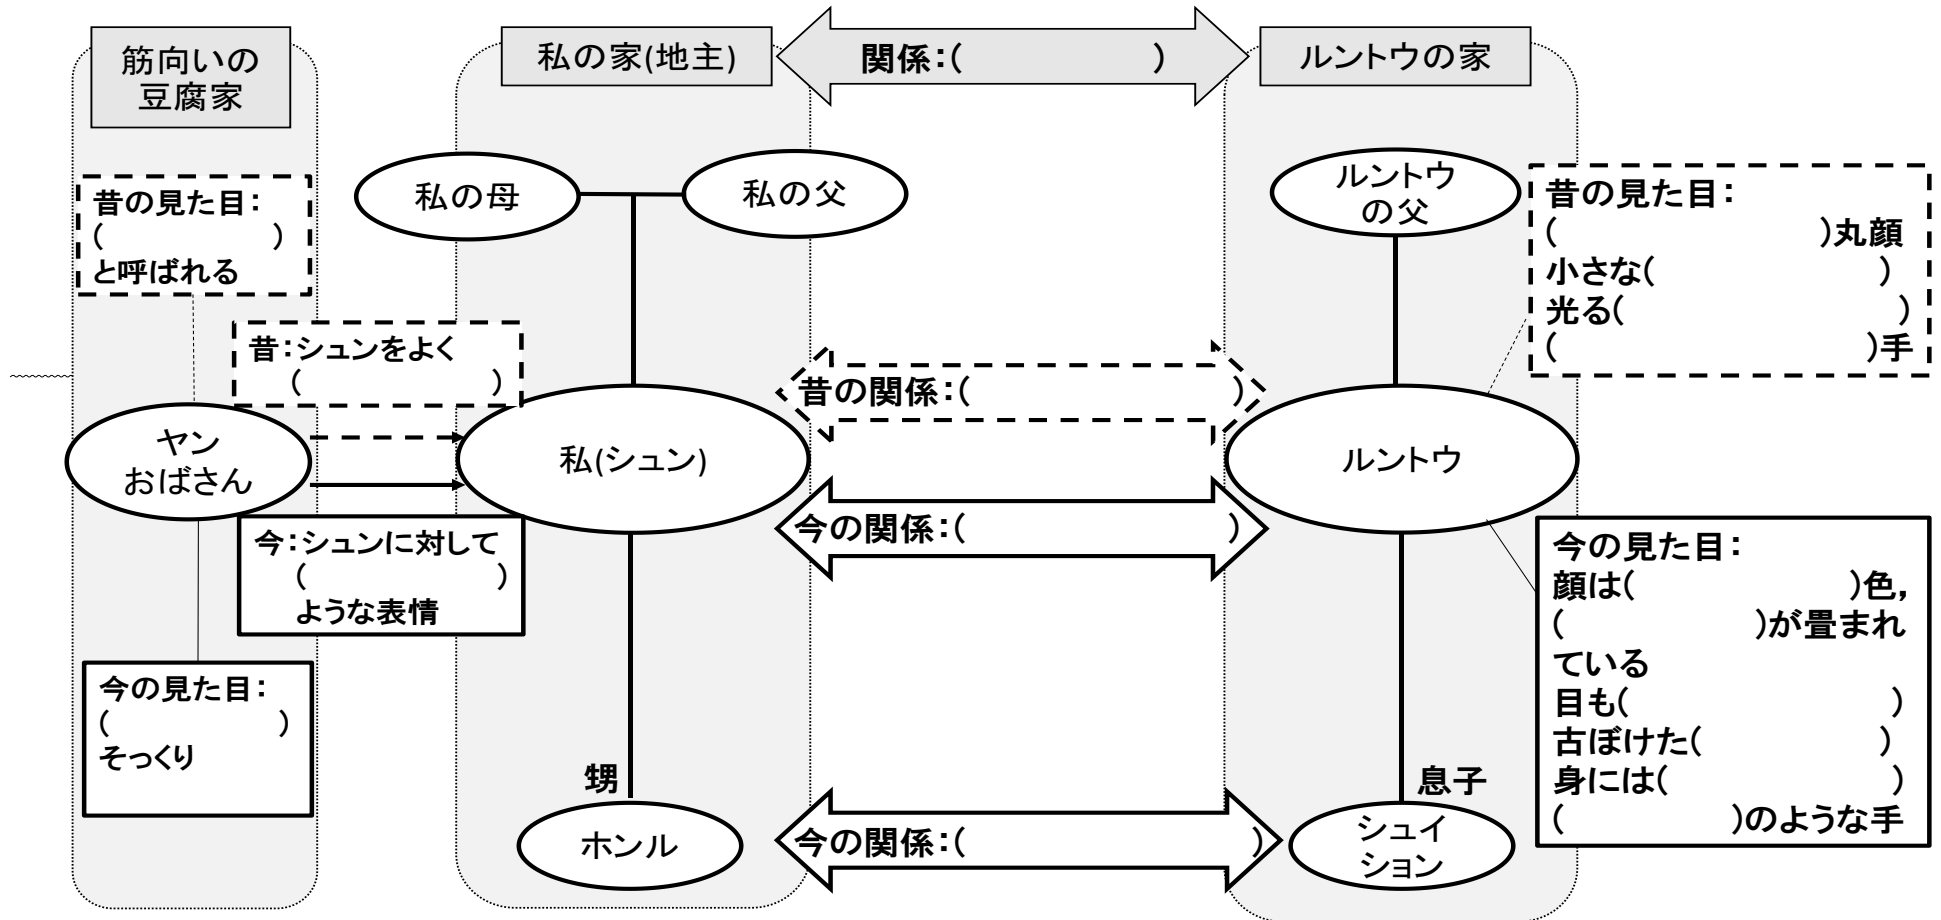 筋向いの
豆腐家
私の家(地主)
関係:(　　　　　)
ルントウの家
私の母
私の父
ルントウ
の父
昔の見た目:
(　　　　　)
と呼ばれる
昔の見た目:
(　　　　　)丸顔
小さな(　　　　　)
光る(　　　　　)
(　　　　　)手
昔:シュンをよく
(　　　　　)
昔の関係:(　　　　　)
ヤン
おばさん
私(シュン)
ルントウ
今の関係:(　　　　　)
今:シュンに対して
(　　　　　)
ような表情
今の見た目:
顔は(　　　　　)色,
(　　　　　)が畳まれ
ている
目も(　　　　　)
古ぼけた(　　　　　)
身には(　　　　　)
(　　　　　)のような手
今の見た目:
(　　　　　)
そっくり
甥
息子
ホンル
今の関係:(　　　　　)
シュイ
ション